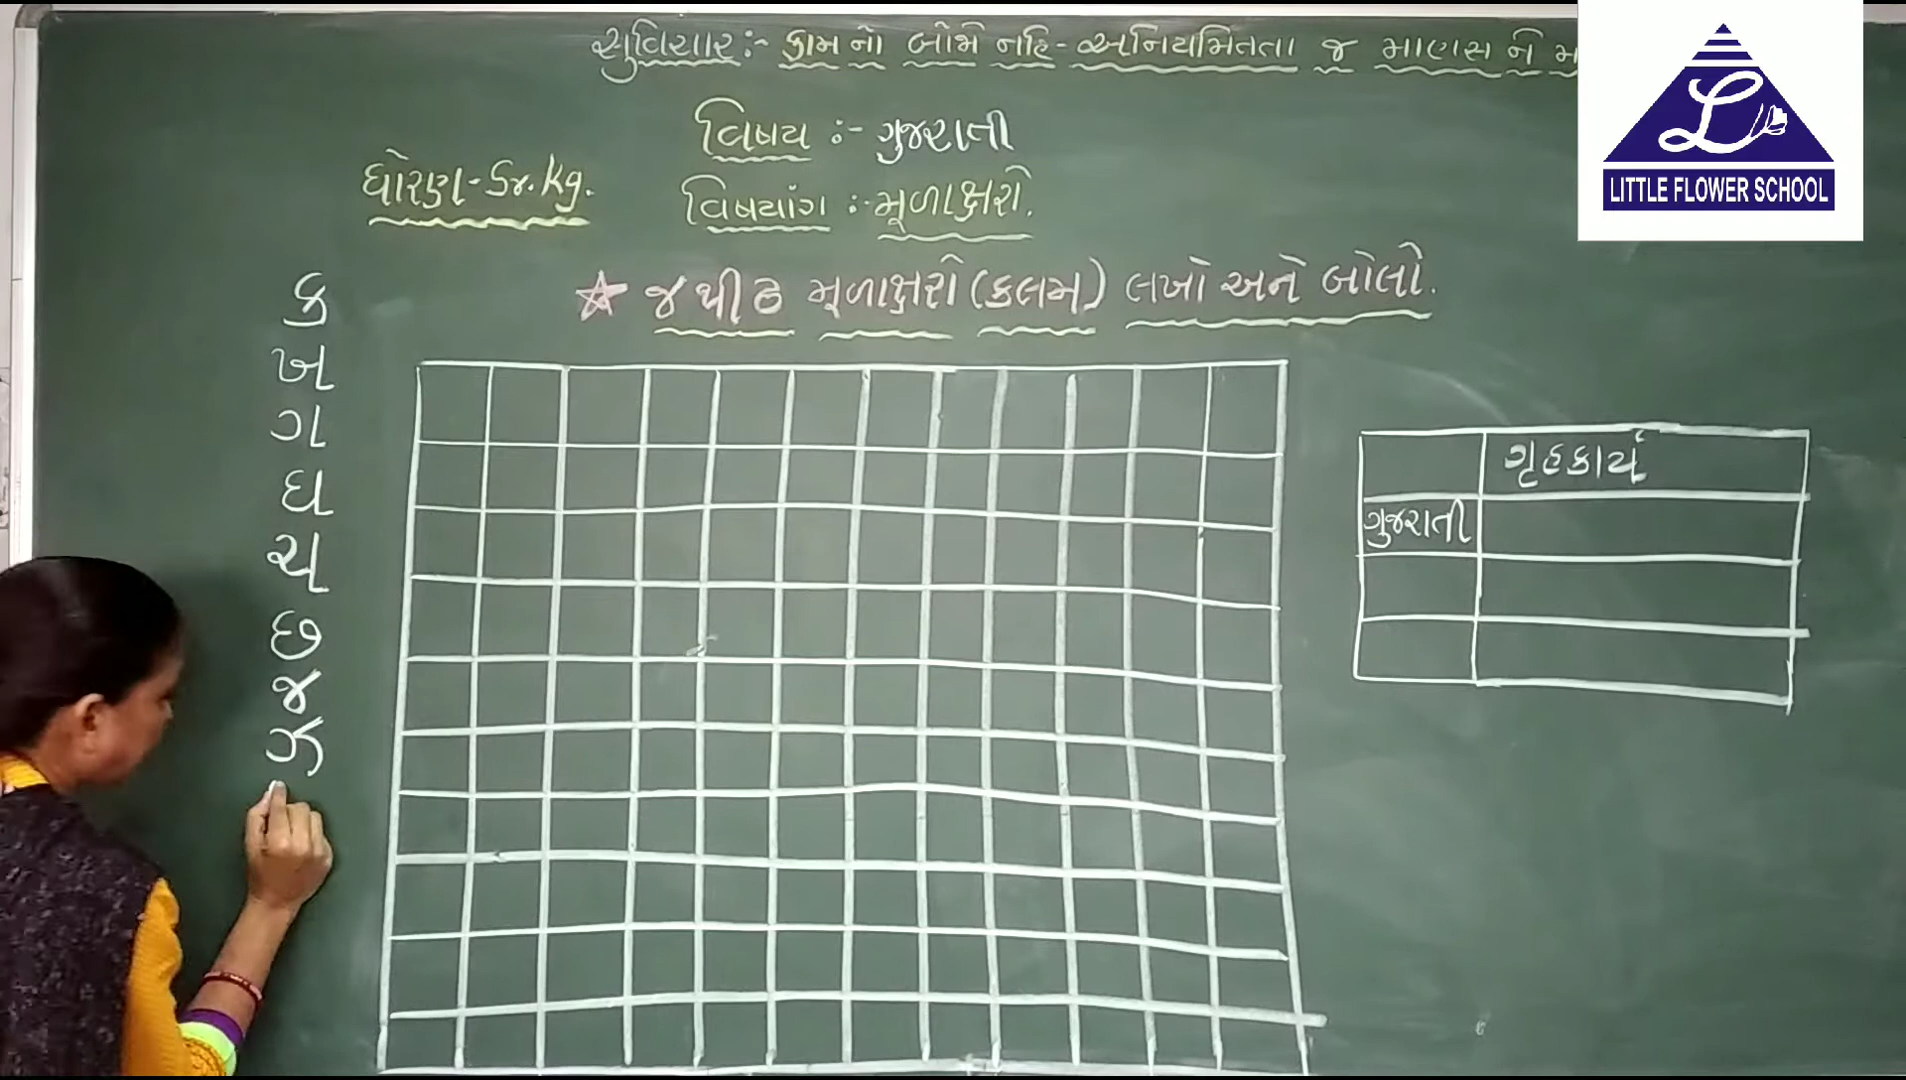 સુવિચાર:- કામ નો બોજો નહિ - અનિયમિતતા જ માણસ ને
વિષય :- ગુજરાતી
ધોરણ - Sr. Kg.
વિષયાંગ :- મૂળાક્ષરો.
☆ જ થી ઢ મૂળાક્ષરો (કલમ) લખો અને બોલો.
ક
ખ
ગ
ઘ
ચ
છ
જ
ઝ
ગૃહકાર્ય
ગુજરાતી
L
LITTLE FLOWER SCHOOL